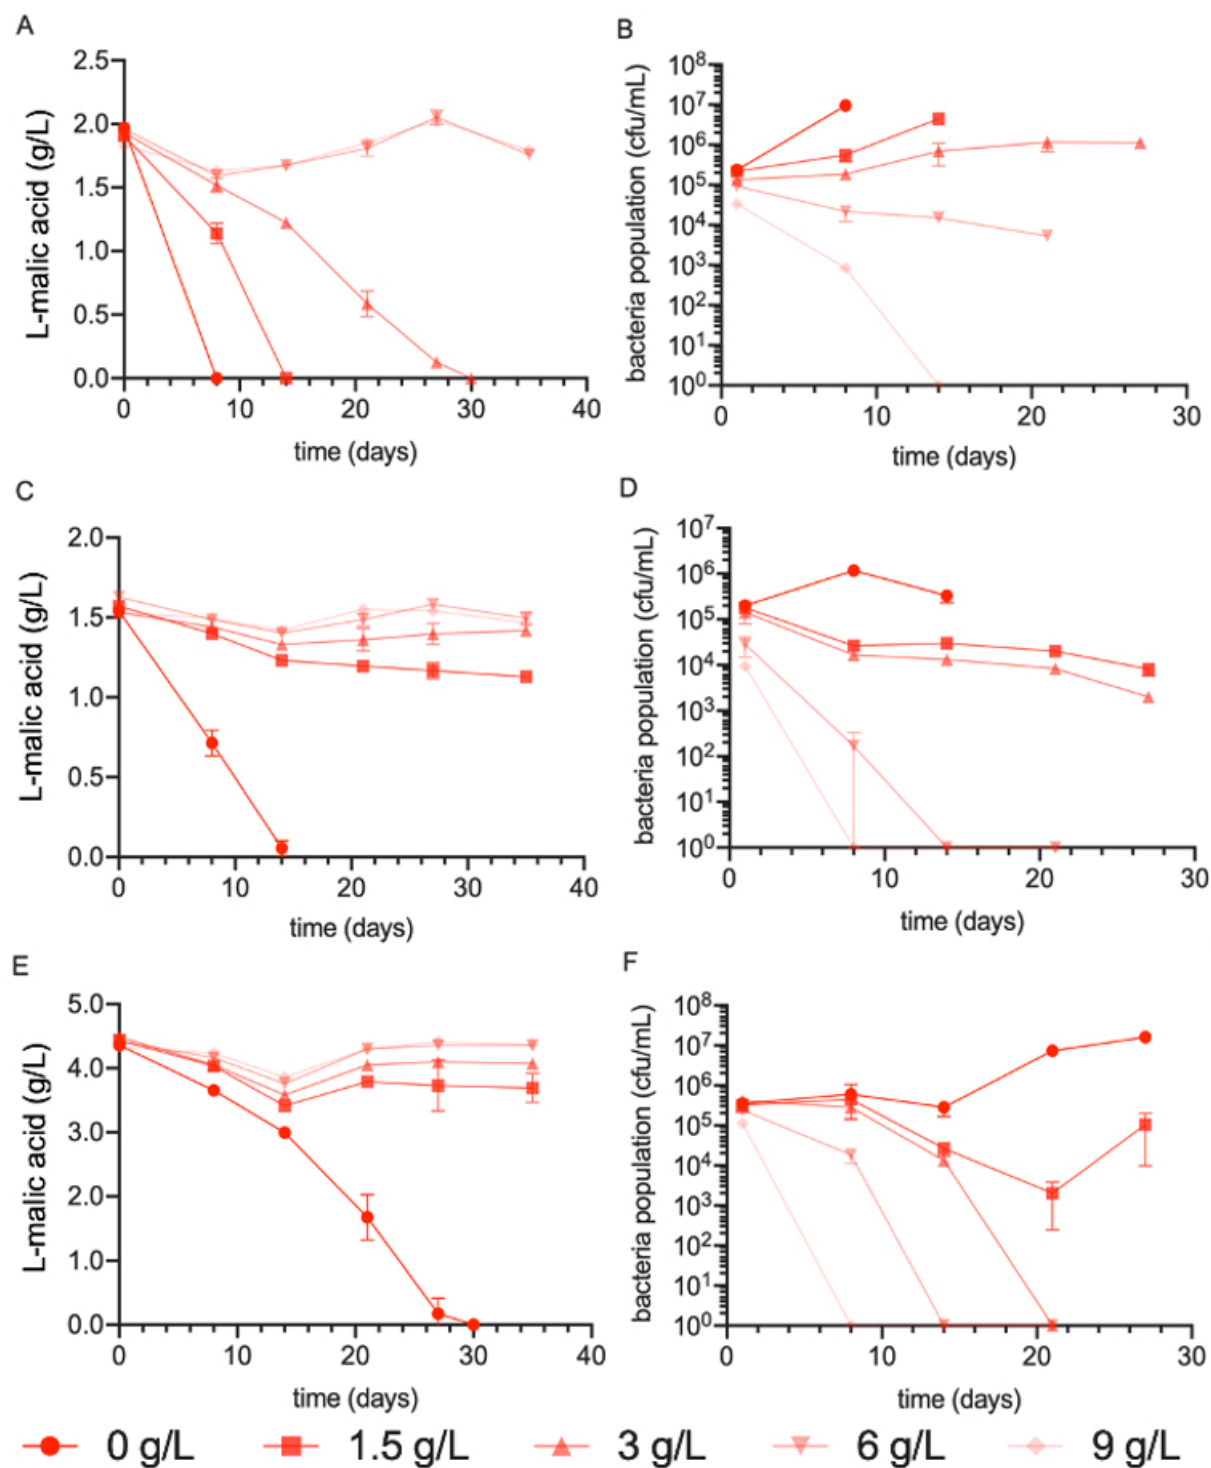 A
L-malic acid (g/L)
2.5
2.0
1.5
1.0
0.5
0.0
0 10 20 30 40
time (days)
B
bacteria population (cfu/mL)
10⁸
10⁷
10⁶
10⁵
10⁴
10³
10²
10¹
10⁰
0 10 20 30
time (days)
C
L-malic acid (g/L)
2.0
1.5
1.0
0.5
0.0
0 10 20 30 40
time (days)
D
bacteria population (cfu/mL)
10⁷
10⁶
10⁵
10⁴
10³
10²
10¹
10⁰
0 10 20 30
time (days)
E
L-malic acid (g/L)
5.0
4.0
3.0
2.0
1.0
0.0
0 10 20 30 40
time (days)
F
bacteria population (cfu/mL)
10⁸
10⁷
10⁶
10⁵
10⁴
10³
10²
10¹
10⁰
0 10 20 30
time (days)
0 g/L 1.5 g/L 3 g/L 6 g/L 9 g/L